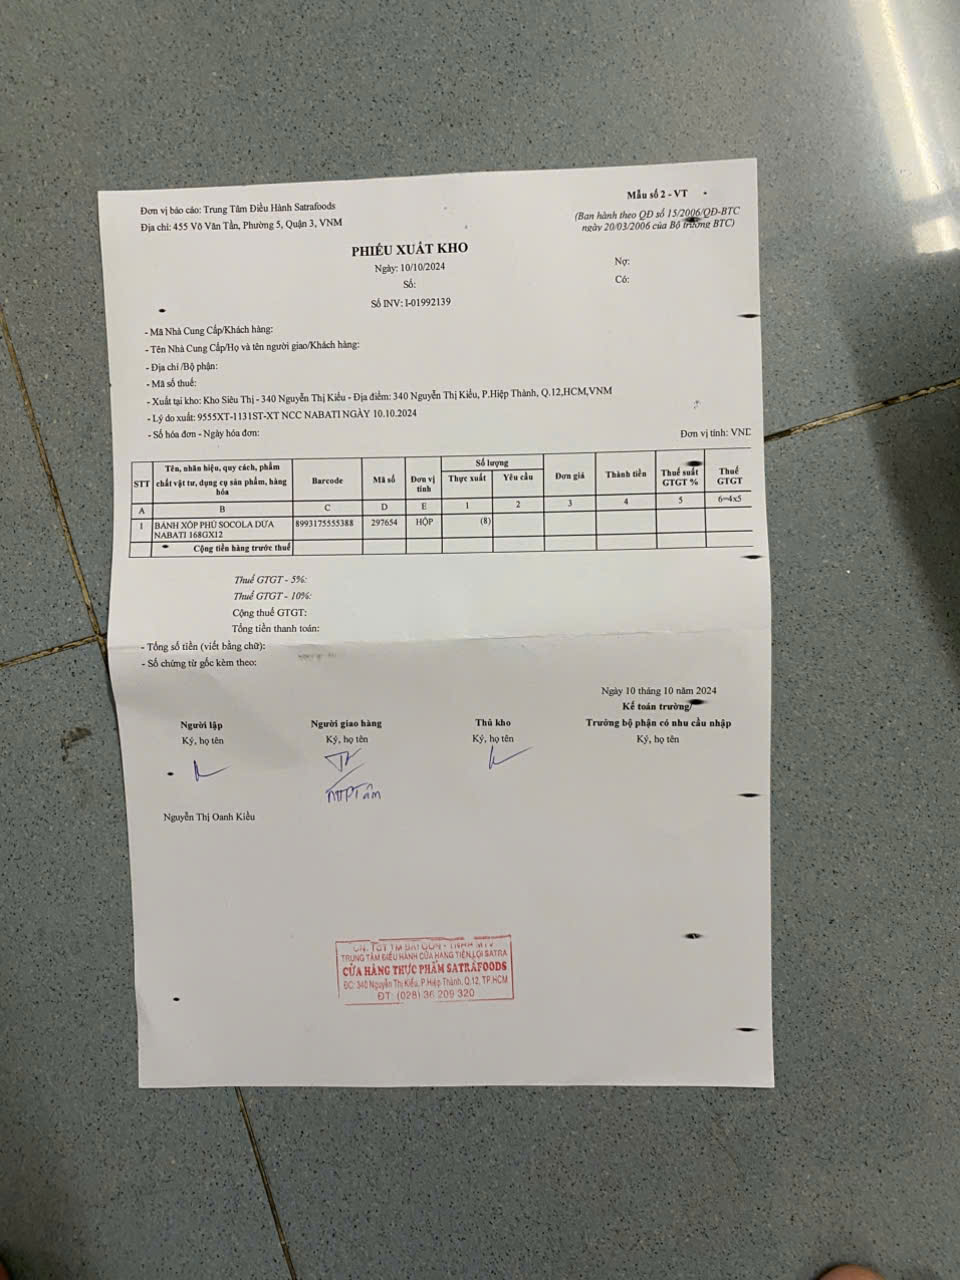 Đơn vị báo cáo: Trung Tâm Điều Hành Satrafoods
Địa chỉ: 455 Võ Văn Tần, Phường 5, Quận 3, VNM
Mẫu số 2 - VT
(Ban hành theo QĐ số 15/2006/QĐ-BTC
ngày 20/03/2006 của Bộ trưởng BTC)
PHIẾU XUẤT KHO
Ngày: 10/10/2024
Số:
Số INV: I-01992139
Nợ:
Có:
- Mã Nhà Cung Cấp/Khách hàng:
- Tên Nhà Cung Cấp/Họ và tên người giao/Khách hàng:
- Địa chỉ /Bộ phận:
- Mã số thuế:
- Xuất tại kho: Kho Siêu Thị - 340 Nguyễn Thị Kiểu - Địa điểm: 340 Nguyễn Thị Kiểu, P.Hiệp Thành, Q.12,HCM,VNM
- Lý do xuất: 9555XT-1131ST-XT NCC NABATI NGÀY 10.10.2024
- Số hóa đơn - Ngày hóa đơn:
Đơn vị tính: VND
STT Tên, nhãn hiệu, quy cách, phẩm chất vật tư, dụng cụ sản phẩm, hàng hóa Barcode Mã số Đơn vị tính Số lượng Thực xuất Yêu cầu Đơn giá Thành tiền Thuế suất GTGT % Thuế GTGT
A B C D E 1 2 3 4 5 6=4x5
1 BÁNH XỐP PHỦ SOCOLA DỪA NABATI 168GX12 8993175555388 297654 HỘP (8)
Cộng tiền hàng trước thuế
Thuế GTGT - 5%:
Thuế GTGT - 10%:
Cộng thuế GTGT:
Tổng tiền thanh toán:
- Tổng số tiền (viết bằng chữ):
- Số chứng từ gốc kèm theo:
Ngày 10 tháng 10 năm 2024
Kế toán trưởng/
Người lập Người giao hàng Thủ kho Trưởng bộ phận có nhu cầu nhập
Ký, họ tên Ký, họ tên Ký, họ tên Ký, họ tên
NTPTâm
Nguyễn Thị Oanh Kiều
CN. TCT TM SÀI GÒN - TNHH MTV
TRUNG TÂM ĐIỀU HÀNH CỬA HÀNG TIỆN LỢI SATRA
CỬA HÀNG THỰC PHẨM SATRAFOODS
ĐC: 340 Nguyễn Thị Kiểu, P.Hiệp Thành, Q.12, TP.HCM
ĐT: (028) 36 209 320